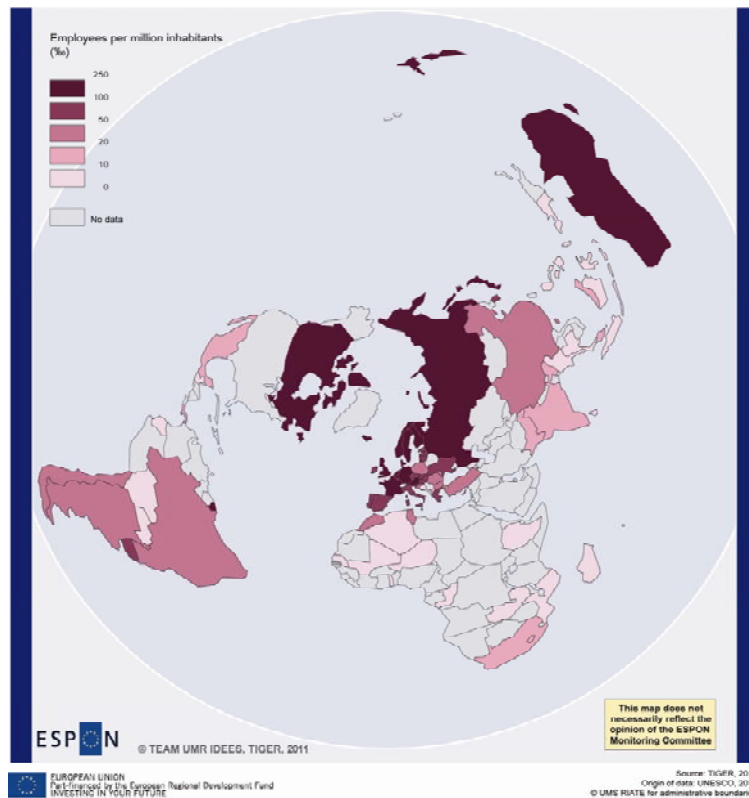 Employees per million inhabitants
(‰)
250
100
50
20
10
0
No data
This map does not
necessarily reflect the
opinion of the ESPON
Monitoring Committee
ESPON
© TEAM UMR IDEES, TIGER, 2011
EUROPEAN UNION
Part-financed by the European Regional Development Fund
INVESTING IN YOUR FUTURE
Source: TIGER, 20
Origin of data: UNESCO, 20
© UMS RIATE for administrative boundari